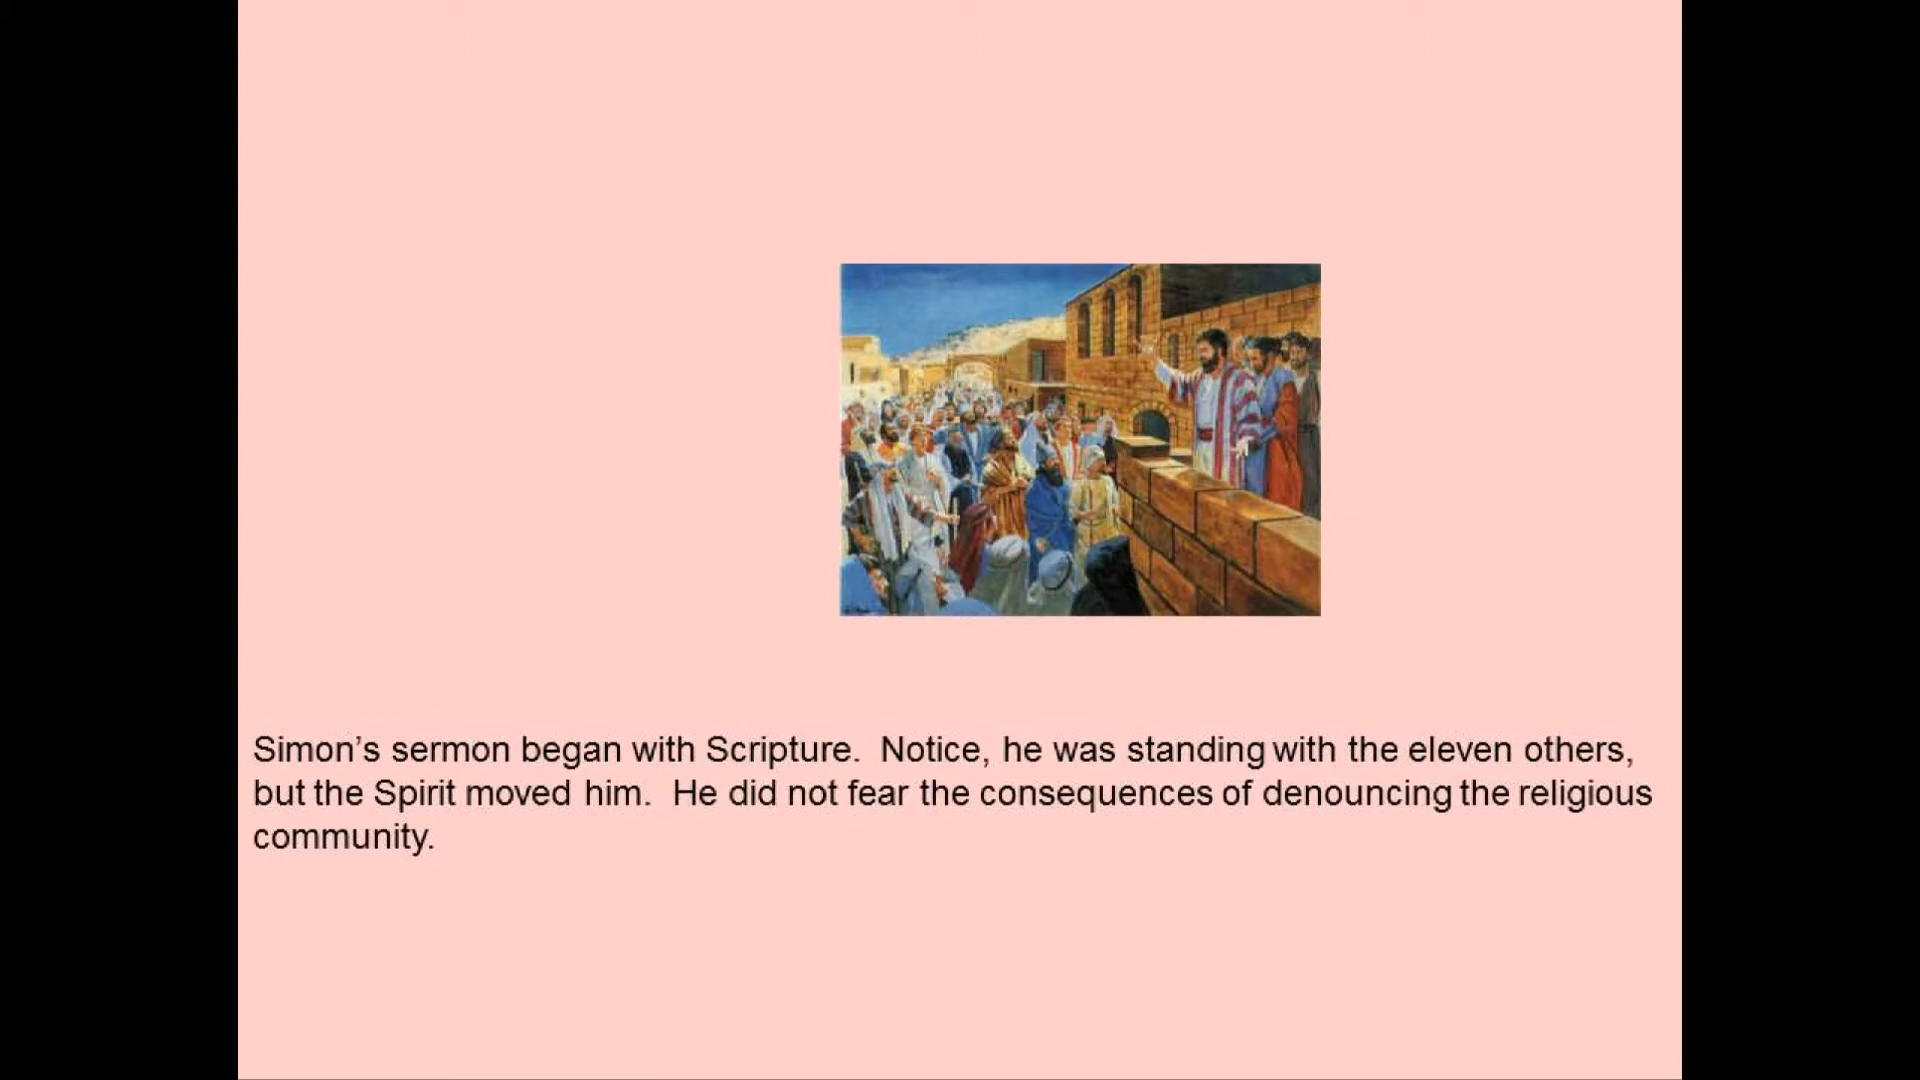 Simon’s sermon began with Scripture.  Notice, he was standing with the eleven others,
but the Spirit moved him.  He did not fear the consequences of denouncing the religious
community.